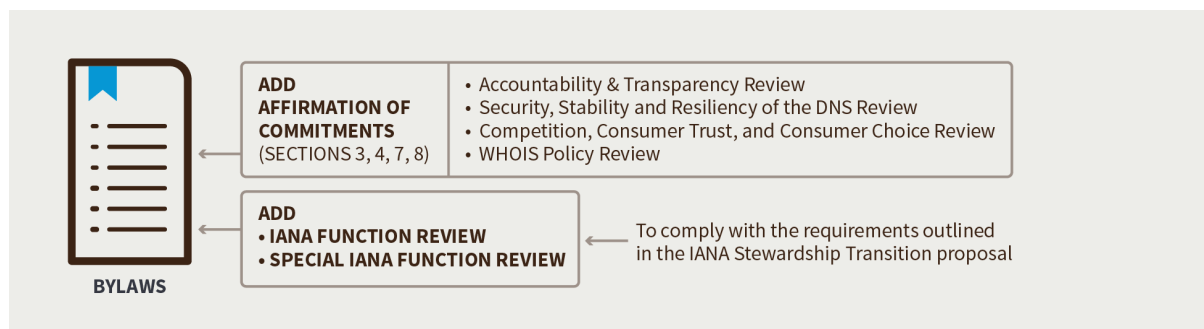 ADD
AFFIRMATION OF
COMMITMENTS
(SECTIONS 3, 4, 7, 8)
• Accountability & Transparency Review
• Security, Stability and Resiliency of the DNS Review
• Competition, Consumer Trust, and Consumer Choice Review
• WHOIS Policy Review
ADD
• IANA FUNCTION REVIEW
• SPECIAL IANA FUNCTION REVIEW
To comply with the requirements outlined
in the IANA Stewardship Transition proposal
BYLAWS